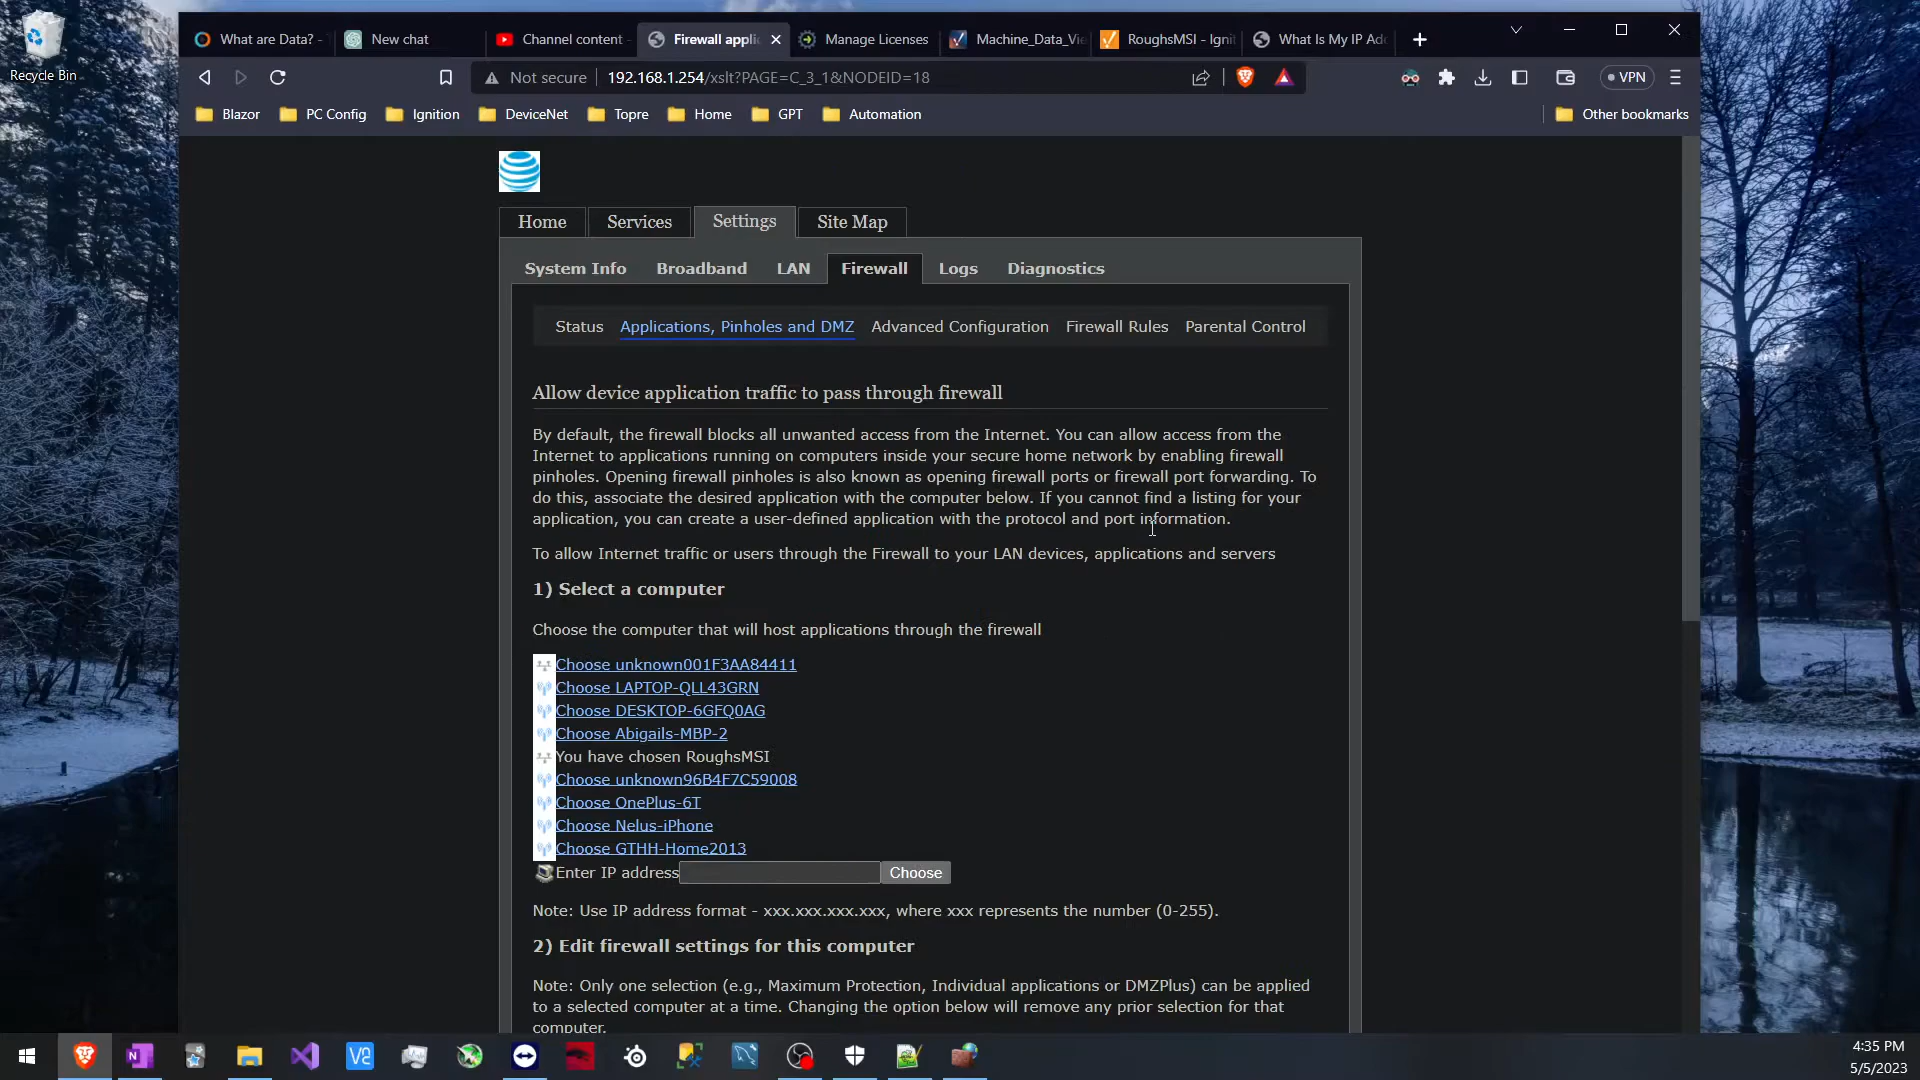 Recycle Bin
What are Data? -
New chat
Channel content -
Firewall appli
Manage Licenses
Machine_Data_Vi
RoughsMSI - Igni
What Is My IP Ad
Not secure
192.168.1.254/xslt?PAGE=C_3_1&NODEID=18
VPN
Blazor
PC Config
Ignition
DeviceNet
Topre
Home
GPT
Automation
Other bookmarks
Home
Services
Settings
Site Map
System Info
Broadband
LAN
Firewall
Logs
Diagnostics
Status
Applications, Pinholes and DMZ
Advanced Configuration
Firewall Rules
Parental Control
Allow device application traffic to pass through firewall
By default, the firewall blocks all unwanted access from the Internet. You can allow access from the
Internet to applications running on computers inside your secure home network by enabling firewall
pinholes. Opening firewall pinholes is also known as opening firewall ports or firewall port forwarding. To
do this, associate the desired application with the computer below. If you cannot find a listing for your
application, you can create a user-defined application with the protocol and port information.
To allow Internet traffic or users through the Firewall to your LAN devices, applications and servers
1) Select a computer
Choose the computer that will host applications through the firewall
Choose unknown001F3AA84411
Choose LAPTOP-QLL43GRN
Choose DESKTOP-6GFQ0AG
Choose Abigails-MBP-2
You have chosen RoughsMSI
Choose unknown96B4F7C59008
Choose OnePlus-6T
Choose Nelus-iPhone
Choose GTHH-Home2013
Enter IP address
Choose
Note: Use IP address format - xxx.xxx.xxx.xxx, where xxx represents the number (0-255).
2) Edit firewall settings for this computer
Note: Only one selection (e.g., Maximum Protection, Individual applications or DMZPlus) can be applied
to a selected computer at a time. Changing the option below will remove any prior selection for that
computer.
4:35 PM
5/5/2023